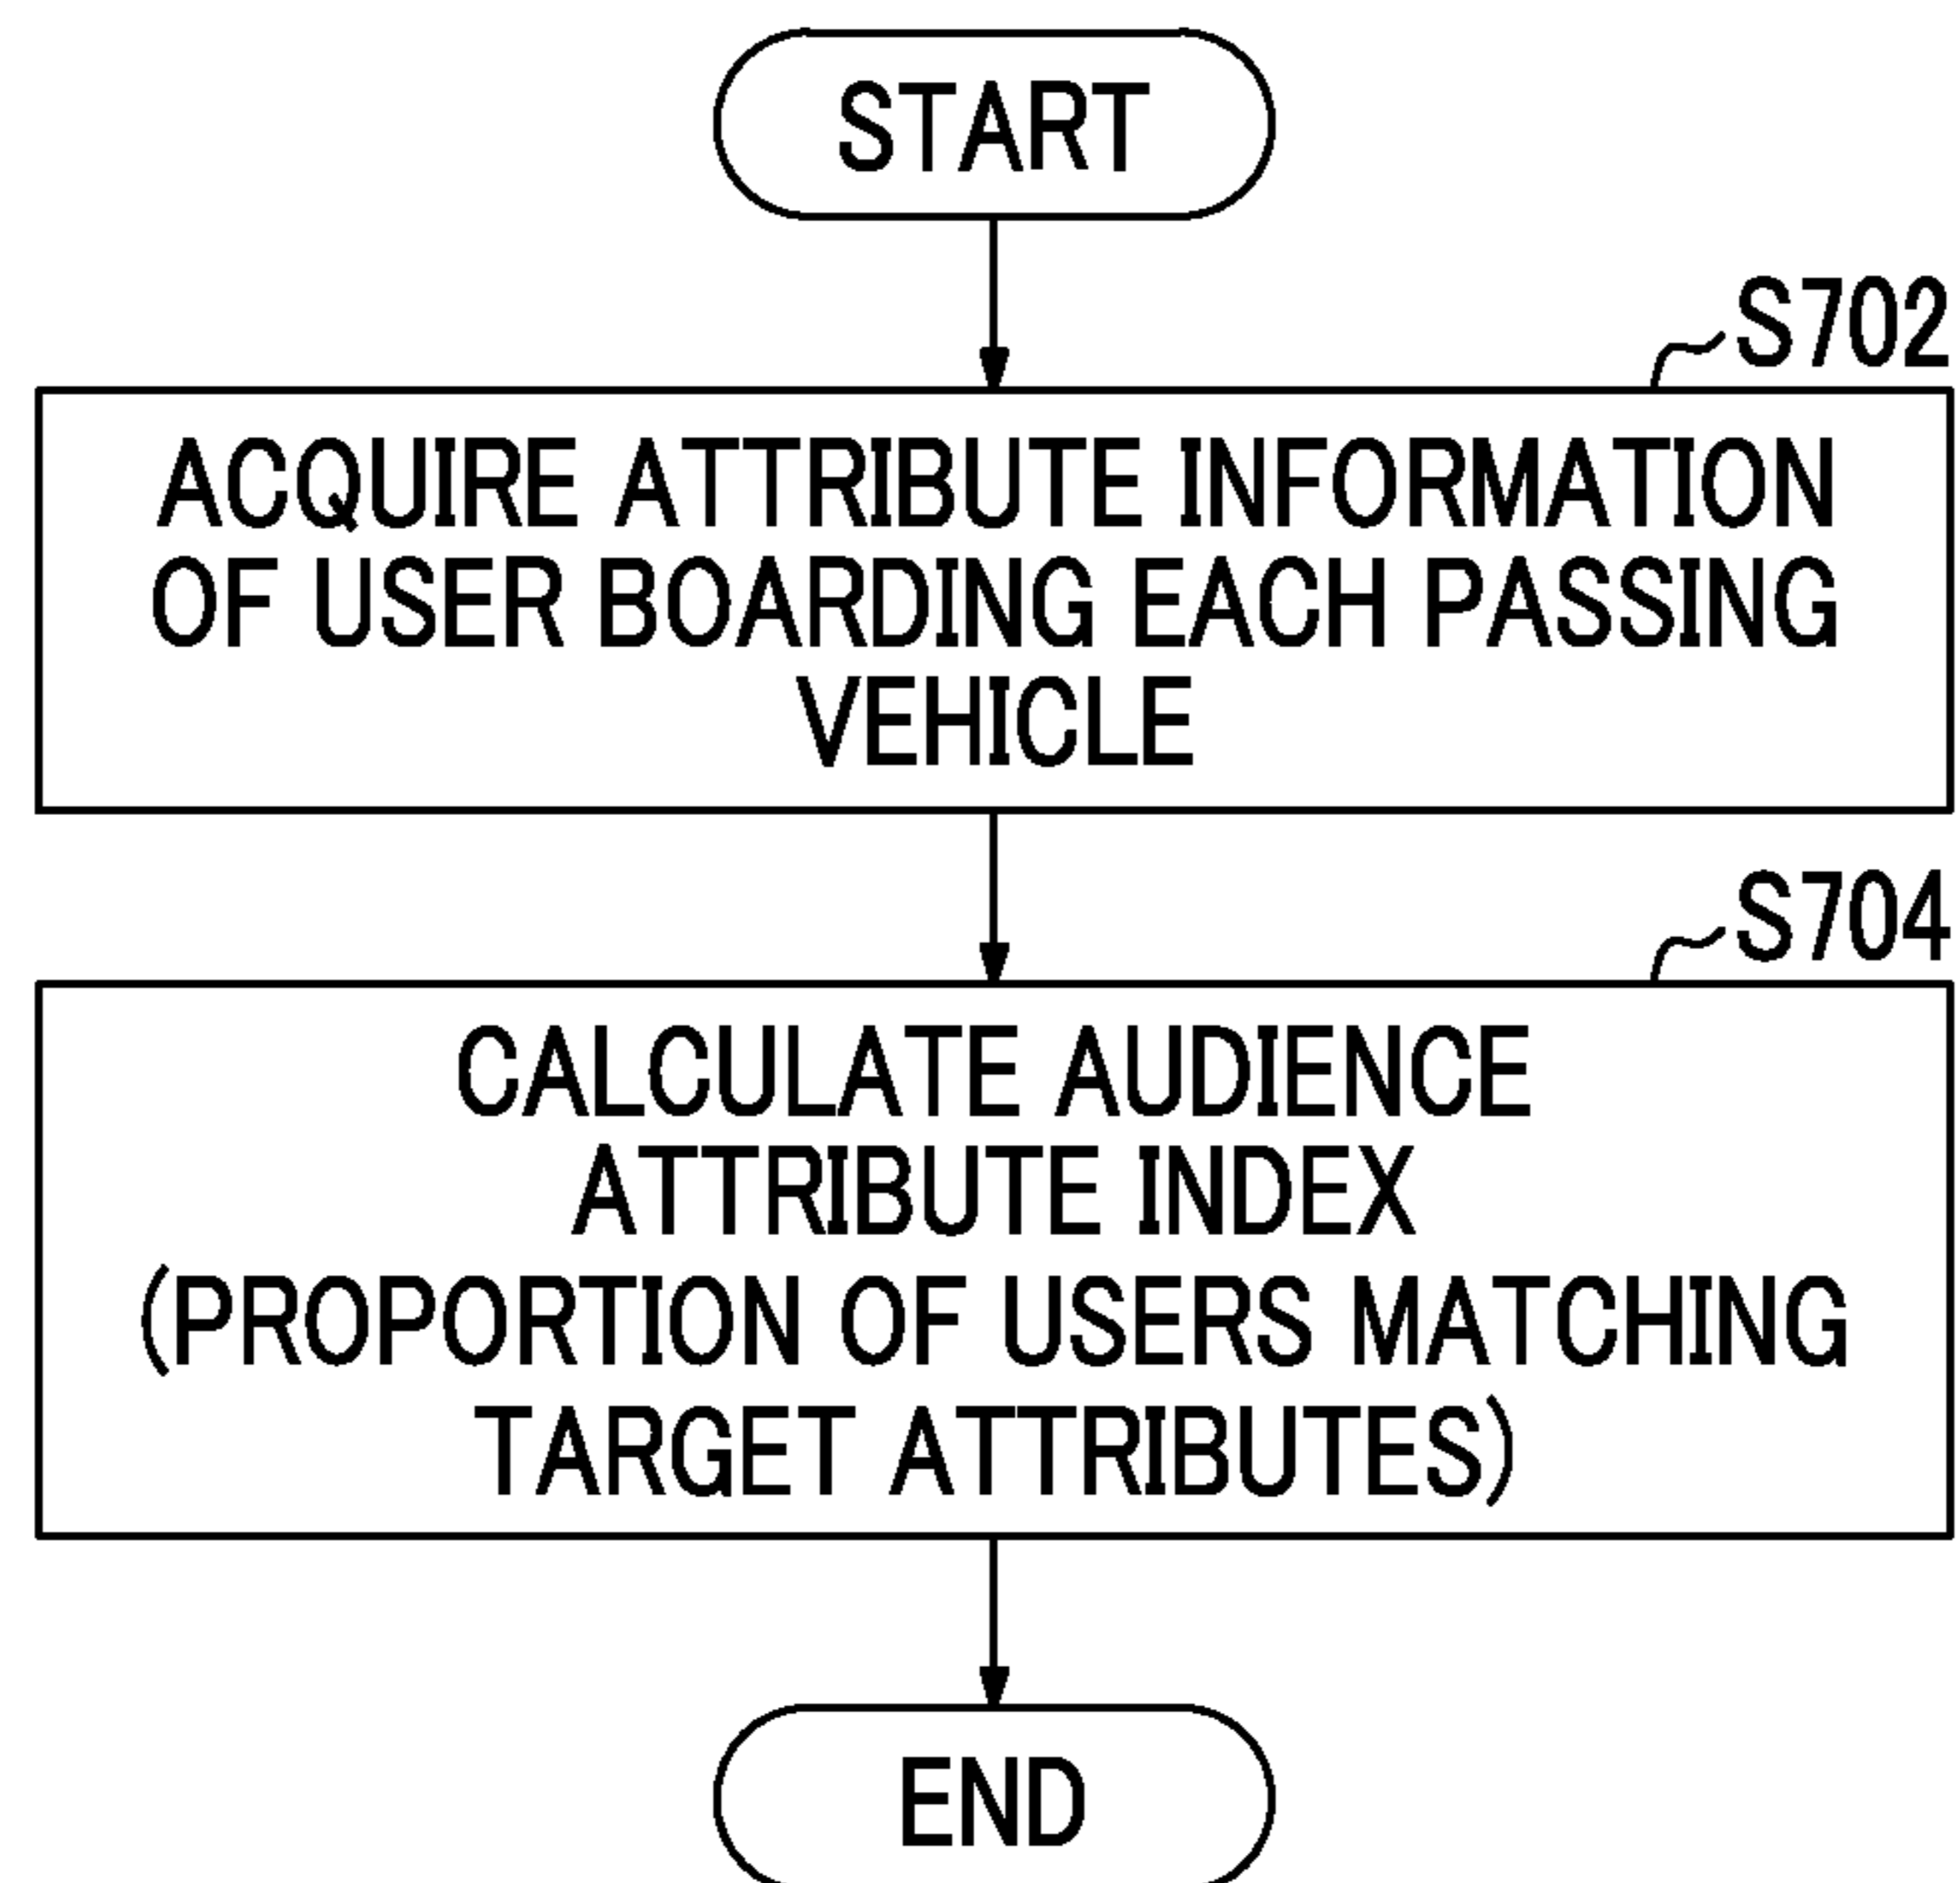 START
S702
ACQUIRE ATTRIBUTE INFORMATION
OF USER BOARDING EACH PASSING
VEHICLE
S704
CALCULATE AUDIENCE
ATTRIBUTE INDEX
(PROPORTION OF USERS MATCHING
TARGET ATTRIBUTES)
END